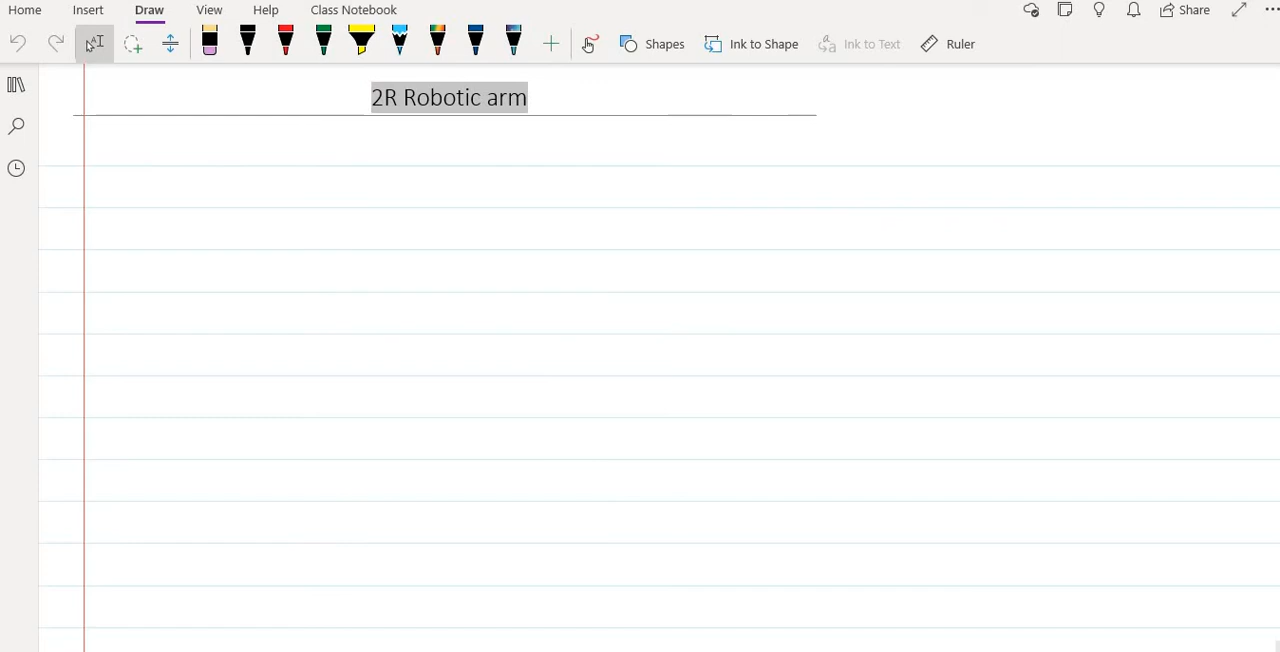 Home Insert Draw View Help Class Notebook Share
Shapes Ink to Shape Ink to Text Ruler
2R Robotic arm